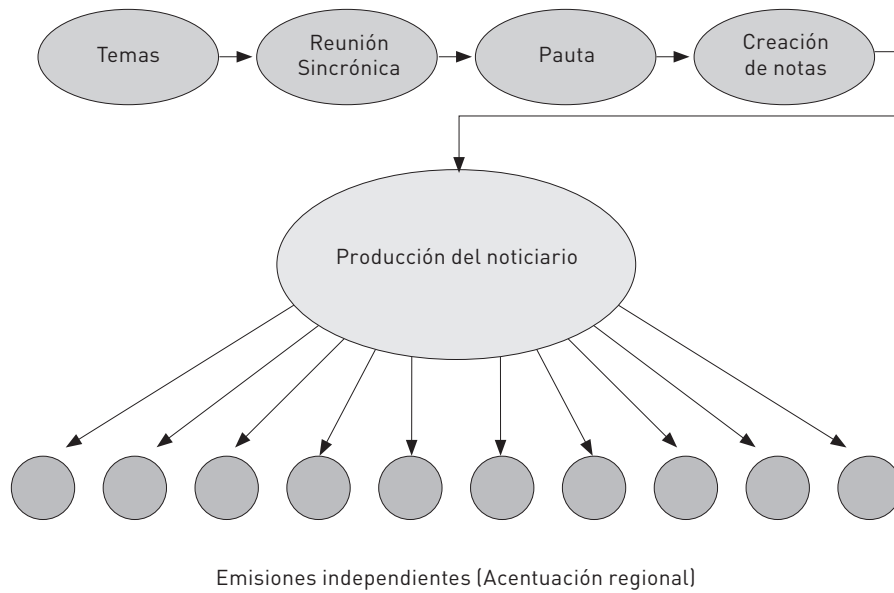 Temas
Reunión
Sincrónica
Pauta
Creación
de notas
Producción del noticiario
Emisiones independientes (Acentuación regional)